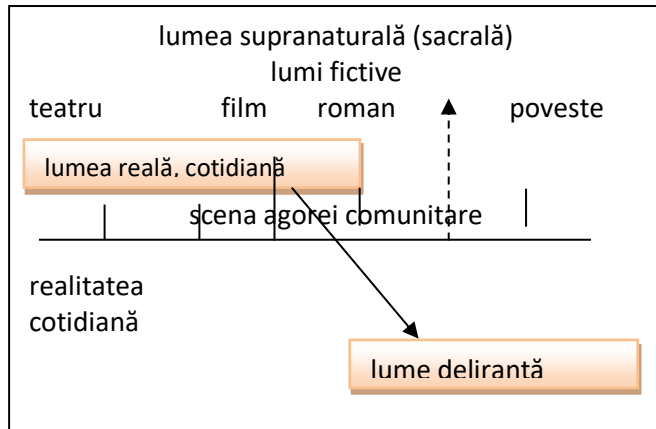 lumea supranaturală (sacrală)
lumi fictive
teatru film roman poveste
lumea reală, cotidiană
scena agorei comunitare
realitatea
cotidiană
lume delirantă